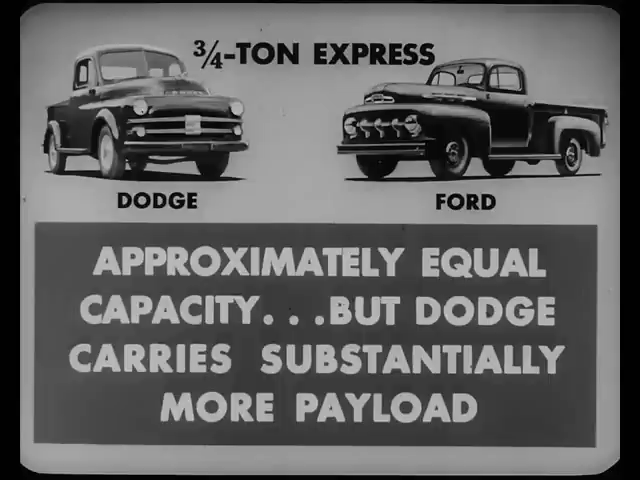 3/4-TON EXPRESS
DODGE
FORD
APPROXIMATELY EQUAL
CAPACITY...BUT DODGE
CARRIES SUBSTANTIALLY
MORE PAYLOAD